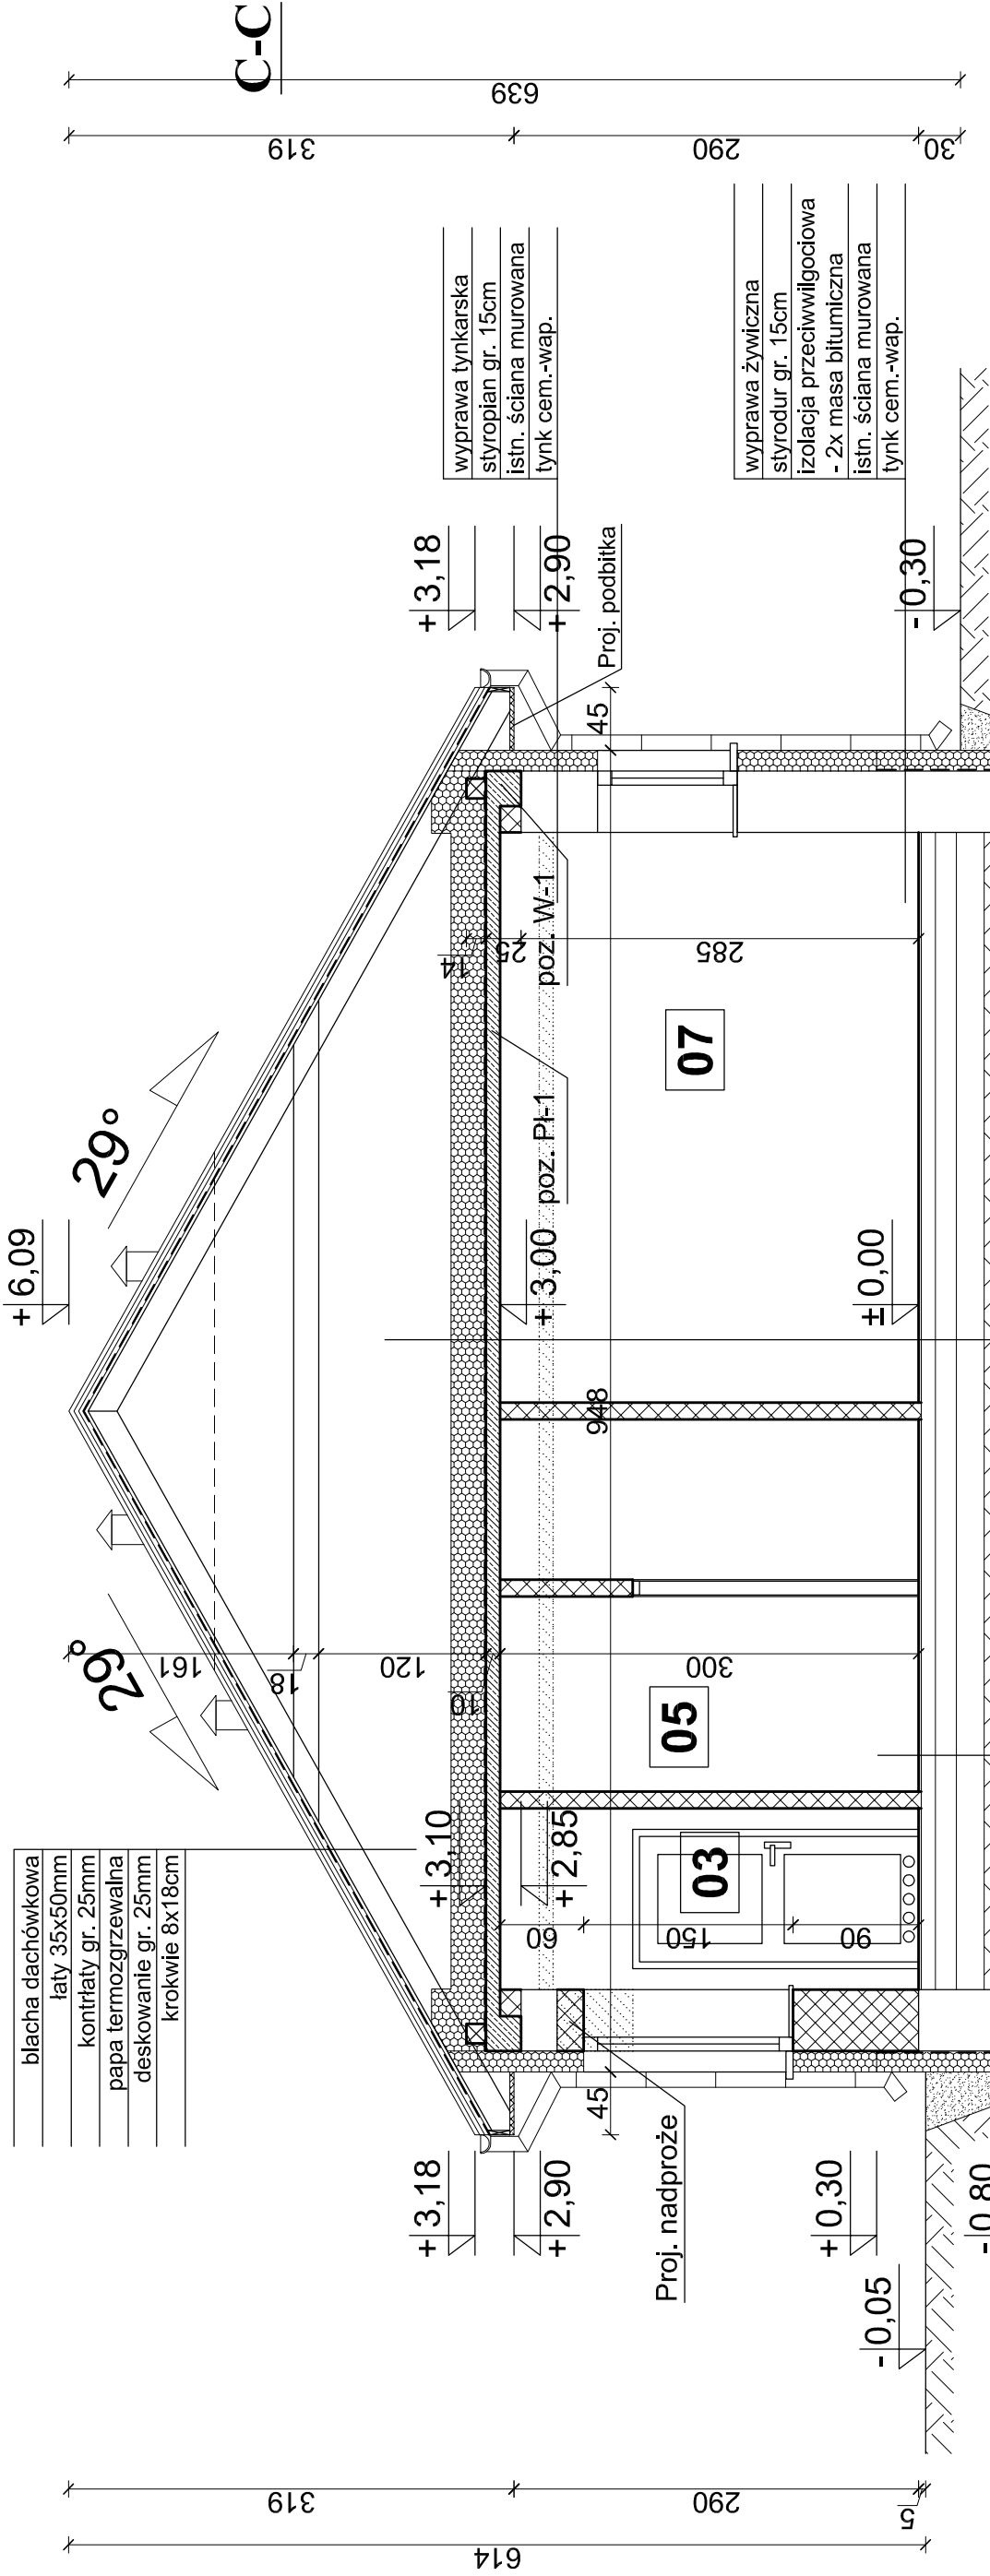 C-C
blacha dachówkowa
łaty 35x50mm
kontrłaty gr. 25mm
papa termozgrzewalna
deskowanie gr. 25mm
krokwie 8x18cm
+ 6,09
29°
29°
161
18
120
10
300
14
25
285
+ 3,18
+ 2,90
Proj. podbitka
45
wyprawa tynkarska
styropian gr. 15cm
istn. ściana murowana
tynk cem.-wap.
wyprawa żywiczna
styrodur gr. 15cm
izolacja przeciwwilgociowa
- 2x masa bitumiczna
istn. ściana murowana
tynk cem.-wap.
- 0,30
poz. W-1
poz. Pł-1
+ 3,00
± 0,00
948
07
05
03
+ 3,10
+ 2,85
60
150
90
45
+ 3,18
+ 2,90
Proj. nadproże
+ 0,30
- 0,05
- 0,80
319
290
30
639
319
290
5
614